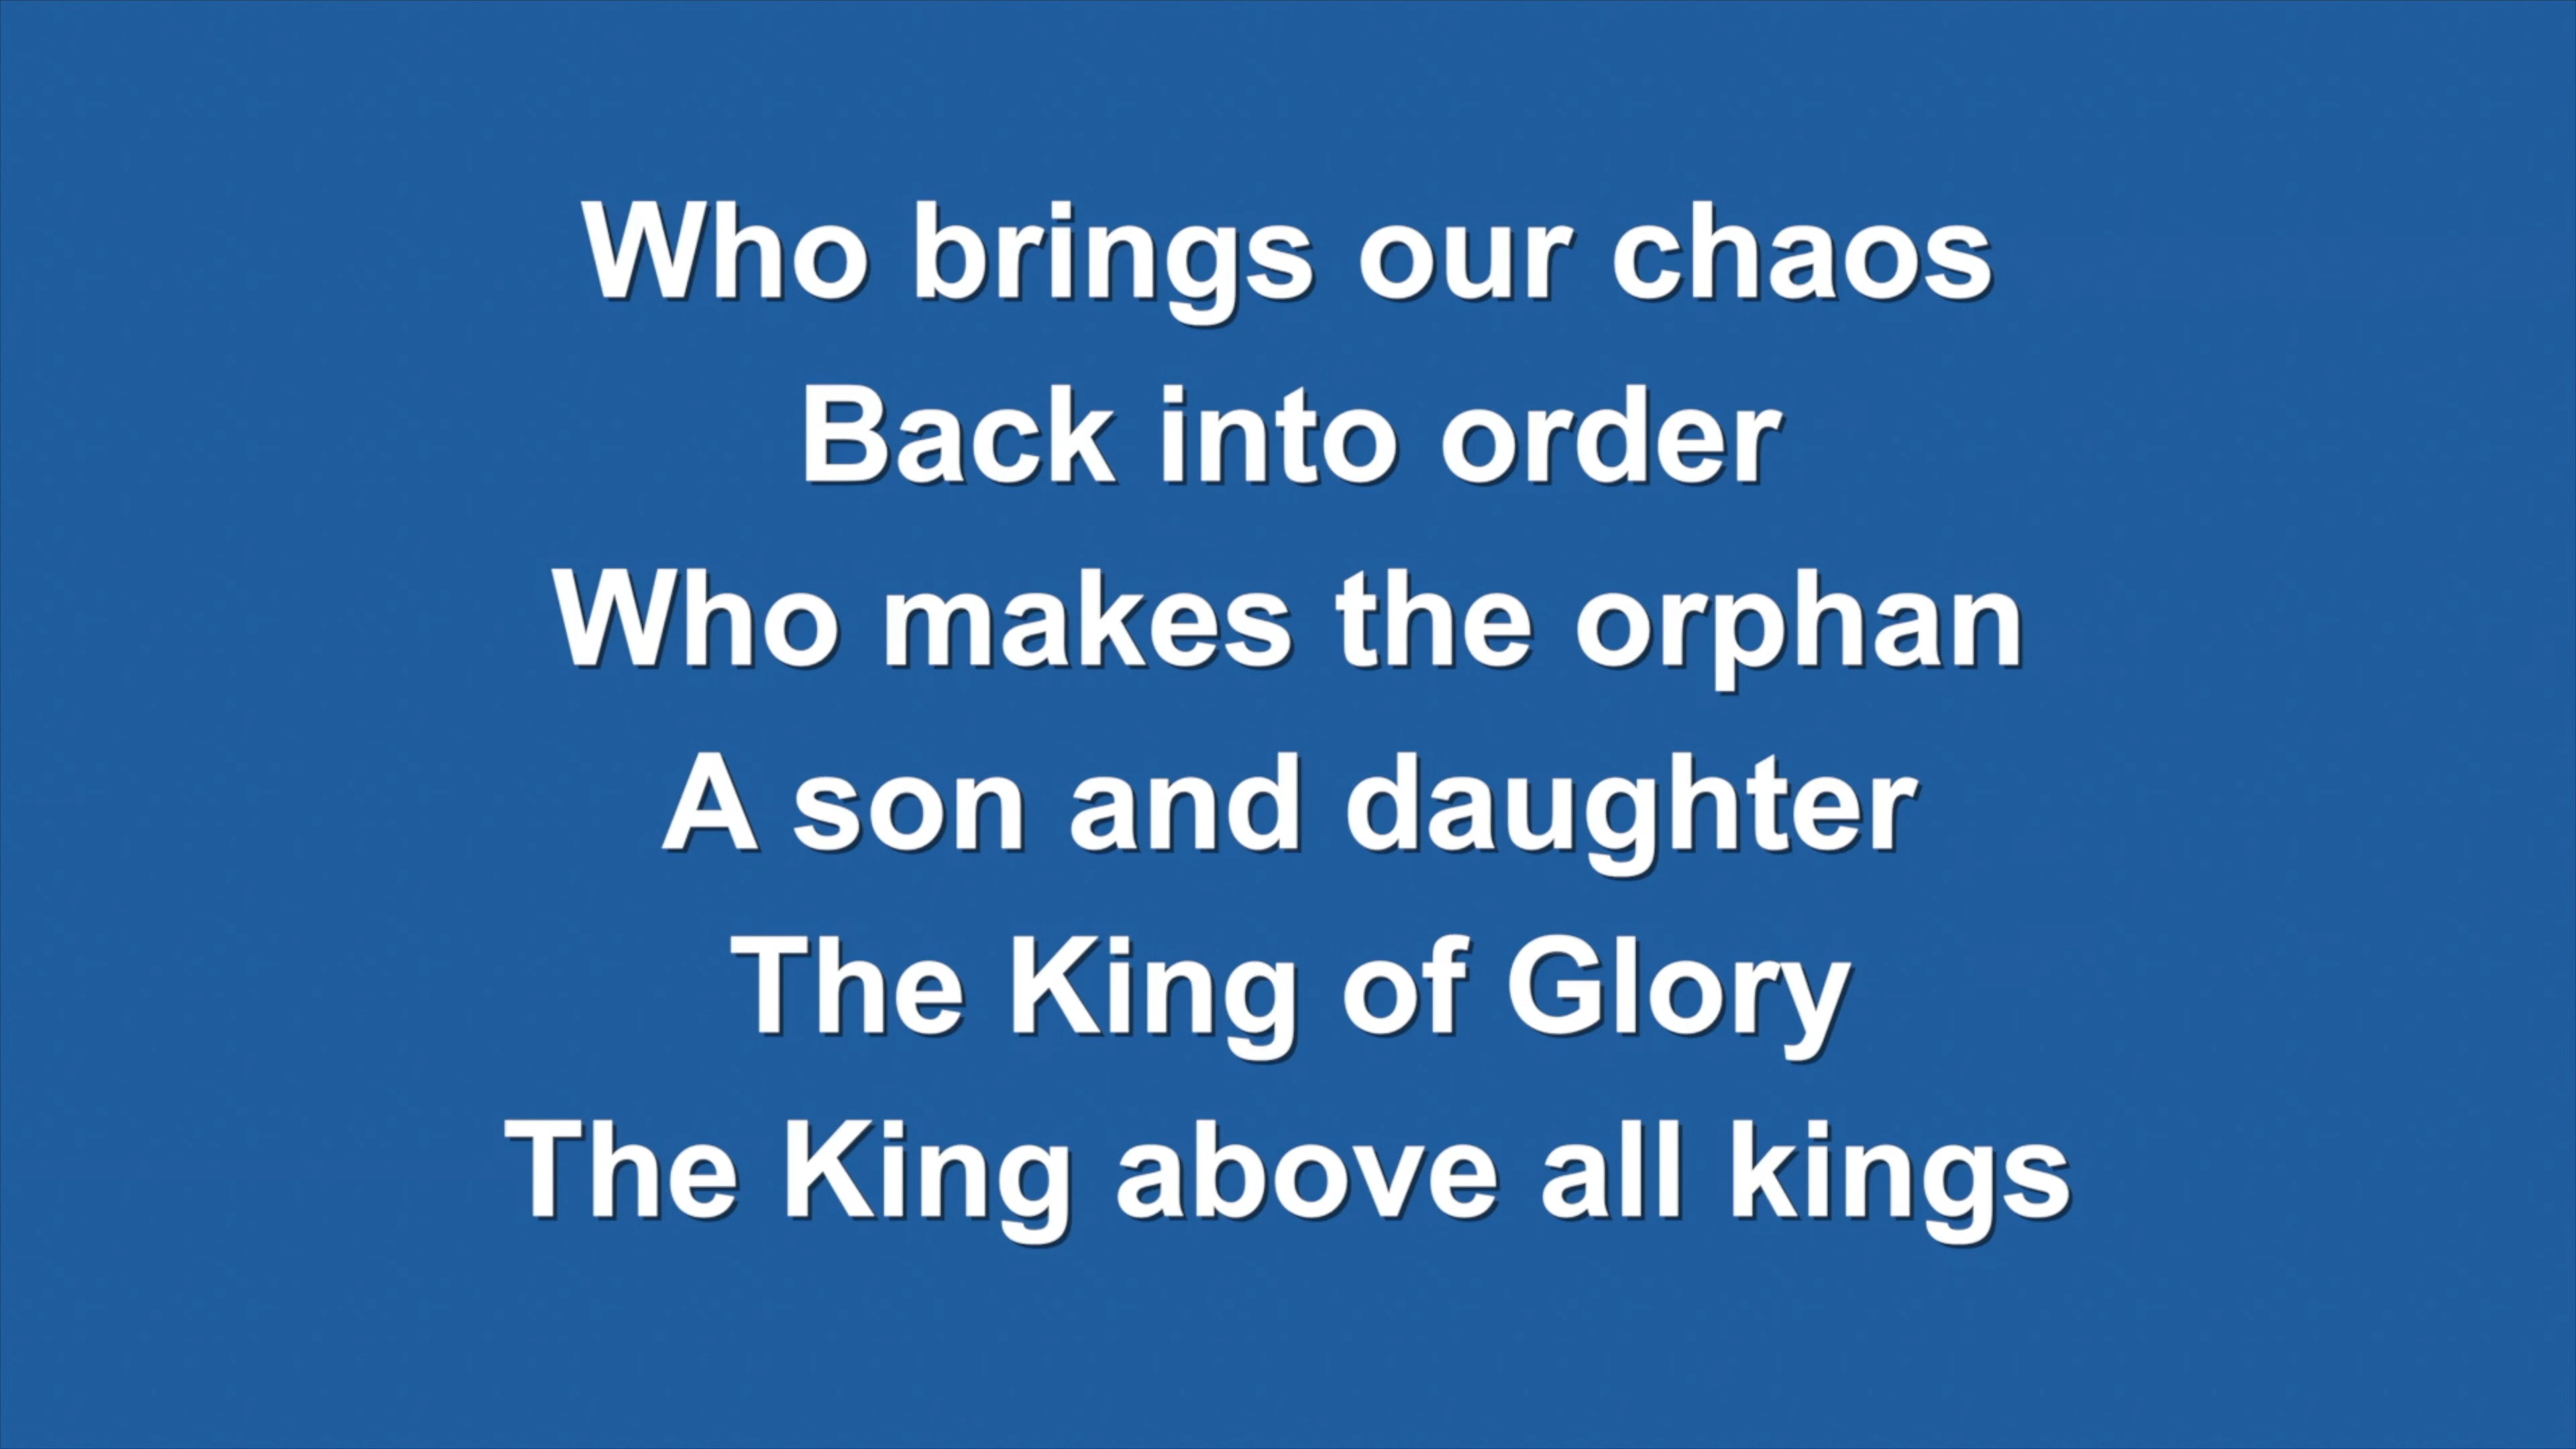 Who brings our chaos
Back into order
Who makes the orphan
A son and daughter
The King of Glory
The King above all kings